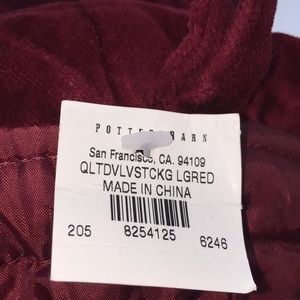 POTTERY BARN
San Francisco, CA. 94109
QLTDVLVSTCKG LGRED
MADE IN CHINA
205 8254125 6246